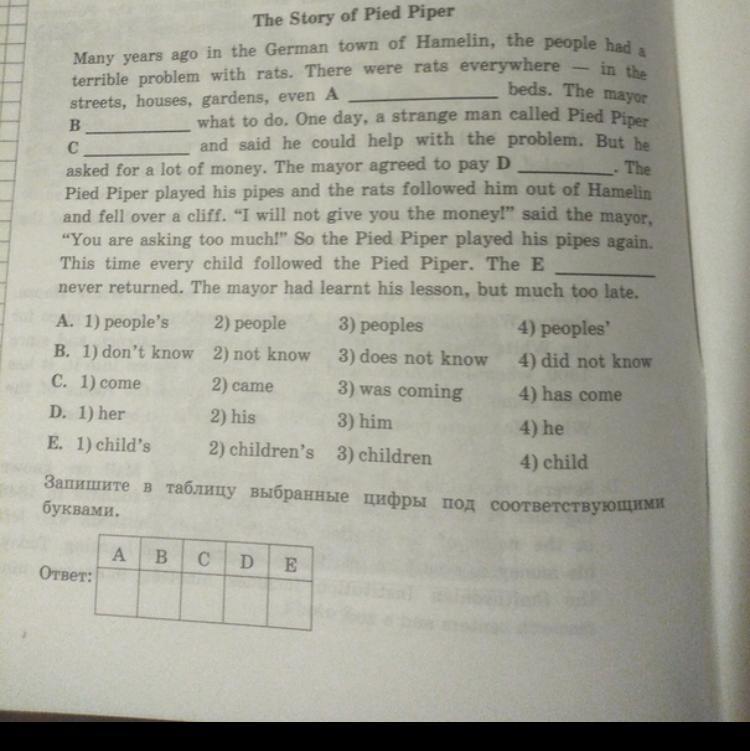 The Story of Pied Piper
Many years ago in the German town of Hamelin, the people had a
terrible problem with rats. There were rats everywhere — in the
streets, houses, gardens, even A ____________ beds. The mayor
B __________ what to do. One day, a strange man called Pied Piper
C __________ and said he could help with the problem. But he
asked for a lot of money. The mayor agreed to pay D __________. The
Pied Piper played his pipes and the rats followed him out of Hamelin
and fell over a cliff. “I will not give you the money!” said the mayor,
“You are asking too much!” So the Pied Piper played his pipes again.
This time every child followed the Pied Piper. The E __________
never returned. The mayor had learnt his lesson, but much too late.
A. 1) people’s 2) people 3) peoples 4) peoples’
B. 1) don’t know 2) not know 3) does not know 4) did not know
C. 1) come 2) came 3) was coming 4) has come
D. 1) her 2) his 3) him 4) he
E. 1) child’s 2) children’s 3) children 4) child
Запишите в таблицу выбранные цифры под соответствующими
буквами.
Ответ: A B C D E